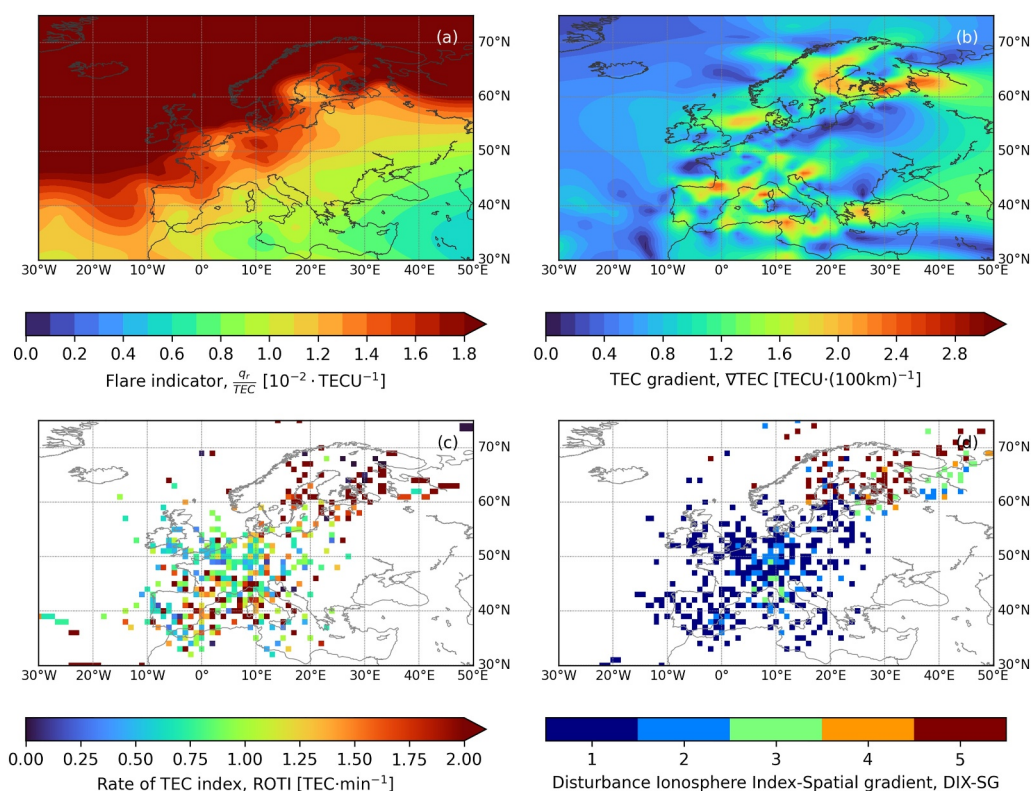 (a) 70°N
60°N
50°N
40°N
30°N
30°W 20°W 10°W 0° 10°E 20°E 30°E 40°E 50°E
0.0 0.2 0.4 0.6 0.8 1.0 1.2 1.4 1.6 1.8
Flare indicator, q_r/TEC [10⁻² · TECU⁻¹]
(b) 70°N
60°N
50°N
40°N
30°N
30°W 20°W 10°W 0° 10°E 20°E 30°E 40°E 50°E
0.0 0.4 0.8 1.2 1.6 2.0 2.4 2.8
TEC gradient, ∇TEC [TECU·(100km)⁻¹]
(c) 70°N
60°N
50°N
40°N
30°N
30°W 20°W 10°W 0° 10°E 20°E 30°E 40°E 50°E
0.00 0.25 0.50 0.75 1.00 1.25 1.50 1.75 2.00
Rate of TEC index, ROTI [TEC·min⁻¹]
(d) 70°N
60°N
50°N
40°N
30°N
30°W 20°W 10°W 0° 10°E 20°E 30°E 40°E 50°E
1 2 3 4 5
Disturbance Ionosphere Index-Spatial gradient, DIX-SG